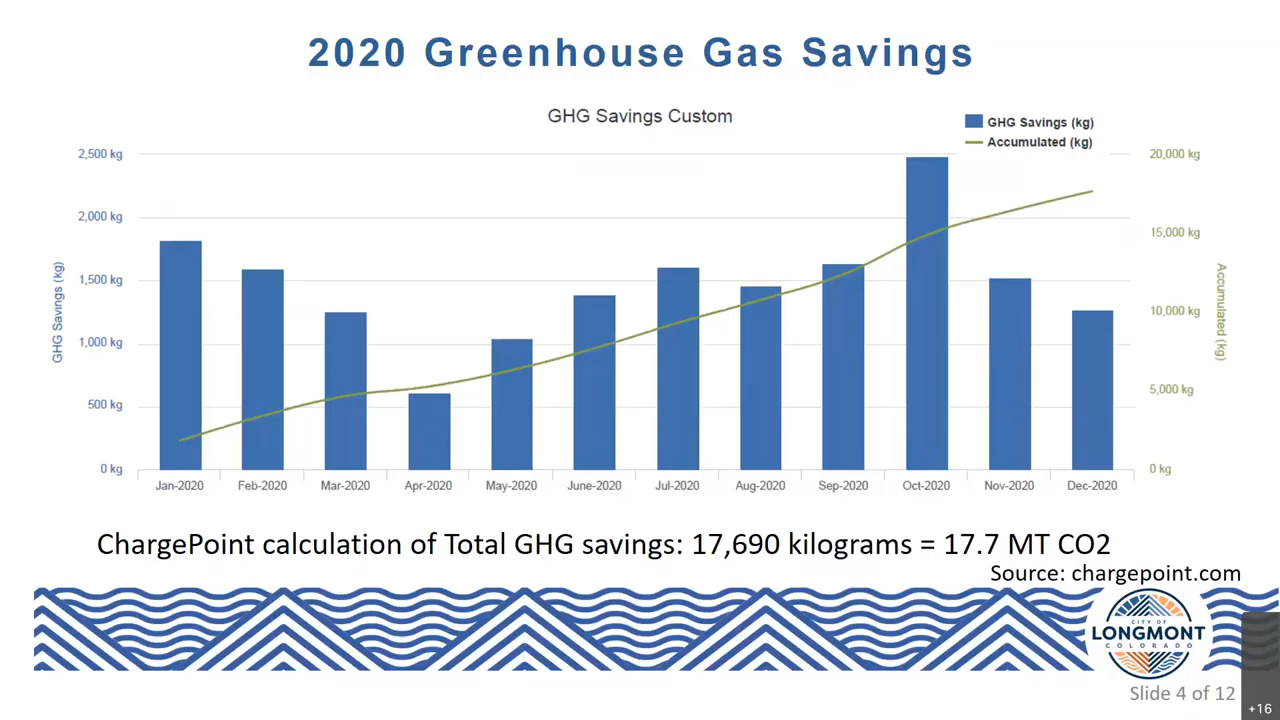 2020 Greenhouse Gas Savings
GHG Savings Custom
GHG Savings (kg)
Accumulated (kg)
2,500 kg
2,000 kg
1,500 kg
1,000 kg
500 kg
0 kg
GHG Savings (kg)
20,000 kg
15,000 kg
10,000 kg
5,000 kg
0 kg
Accumulated (kg)
Jan-2020 Feb-2020 Mar-2020 Apr-2020 May-2020 June-2020 Jul-2020 Aug-2020 Sep-2020 Oct-2020 Nov-2020 Dec-2020
ChargePoint calculation of Total GHG savings: 17,690 kilograms = 17.7 MT CO2
Source: chargepoint.com
CITY OF
LONGMONT
COLORADO
Slide 4 of 12
+16